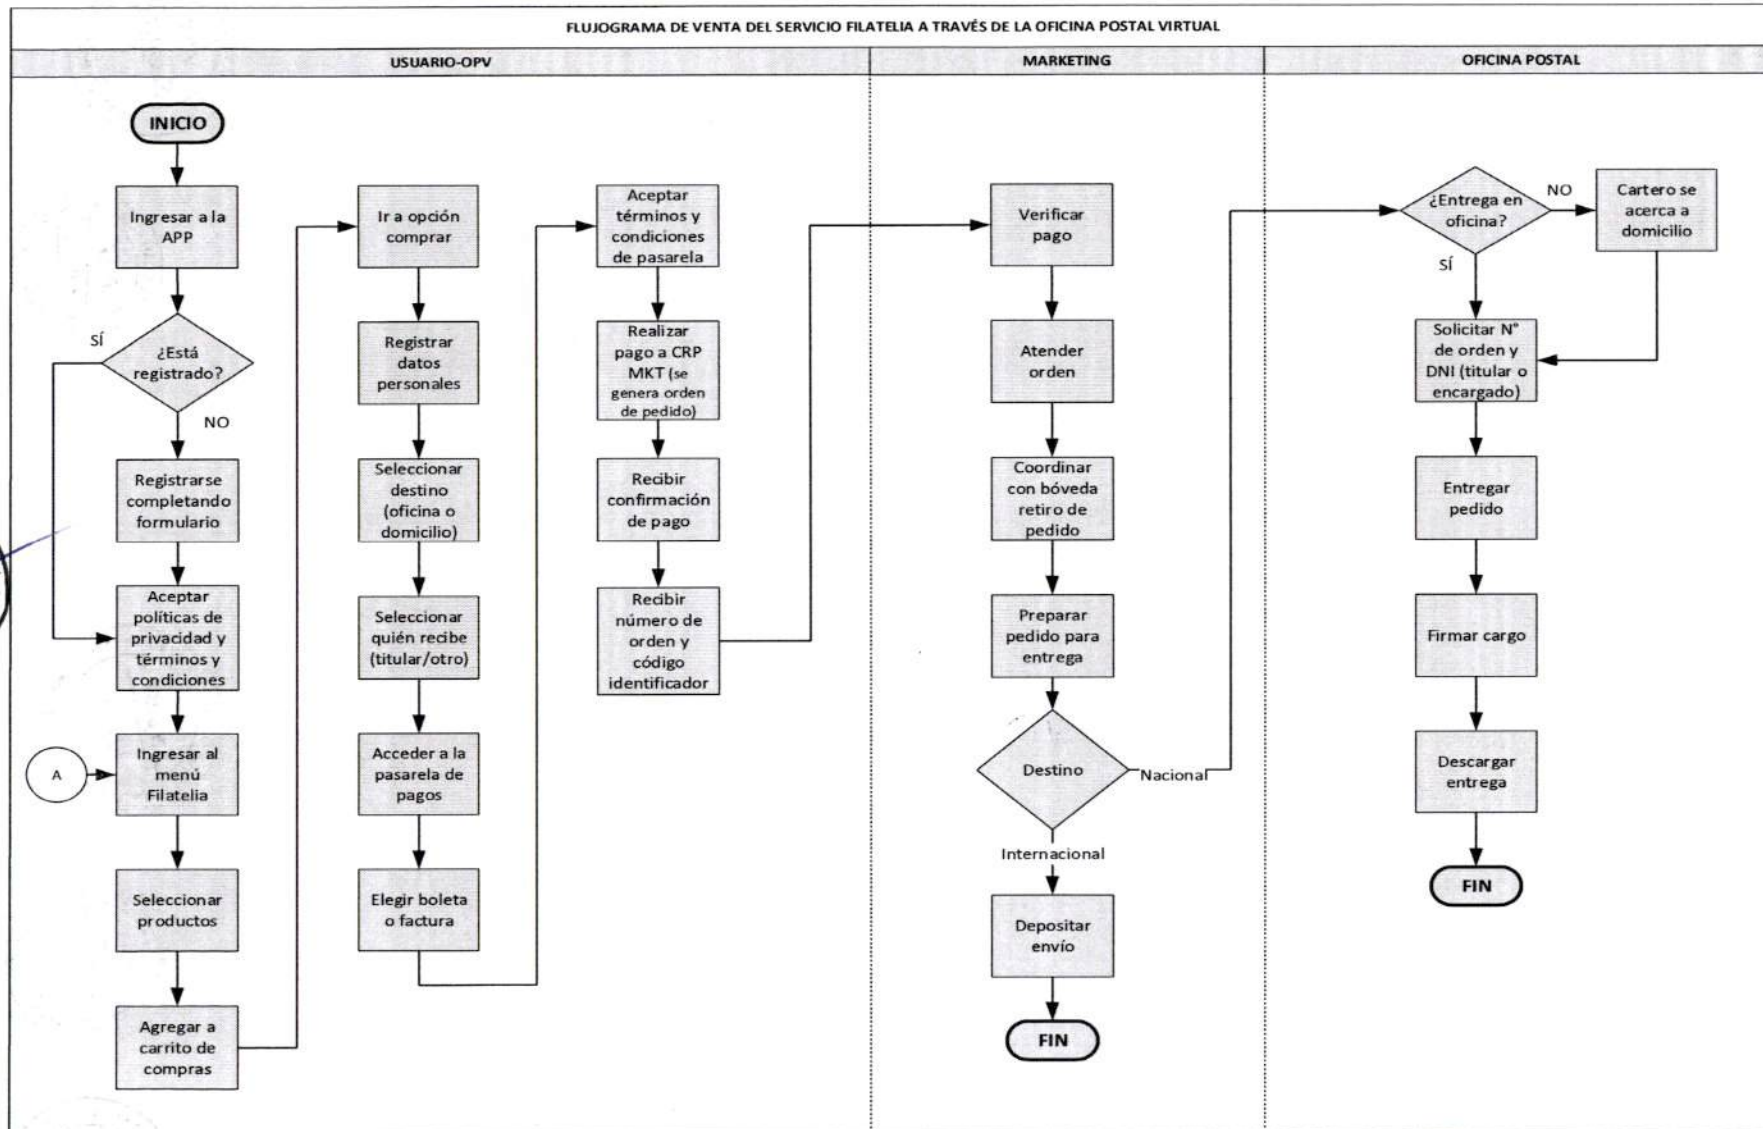 FLUJOGRAMA DE VENTA DEL SERVICIO FILATELIA A TRAVÉS DE LA OFICINA POSTAL VIRTUAL
USUARIO-OPV
MARKETING
OFICINA POSTAL
INICIO
Ingresar a la
APP
¿Está
registrado?
SÍ
NO
Registrarse
completando
formulario
Aceptar
políticas de
privacidad y
términos y
condiciones
A
Ingresar al
menú
Filatelia
Seleccionar
productos
Agregar a
carrito de
compras
Ir a opción
comprar
Registrar
datos
personales
Seleccionar
destino
(oficina o
domicilio)
Seleccionar
quién recibe
(titular/otro)
Acceder a la
pasarela de
pagos
Elegir boleta
o factura
Aceptar
términos y
condiciones
de pasarela
Realizar
pago a CRP
MKT (se
genera orden
de pedido)
Recibir
confirmación
de pago
Recibir
número de
orden y
código
identificador
Verificar
pago
Atender
orden
Coordinar
con bóveda
retiro de
pedido
Preparar
pedido para
entrega
Destino
Nacional
Internacional
Depositar
envío
FIN
¿Entrega en
oficina?
NO
SÍ
Cartero se
acerca a
domicilio
Solicitar N°
de orden y
DNI (titular o
encargado)
Entregar
pedido
Firmar cargo
Descargar
entrega
FIN